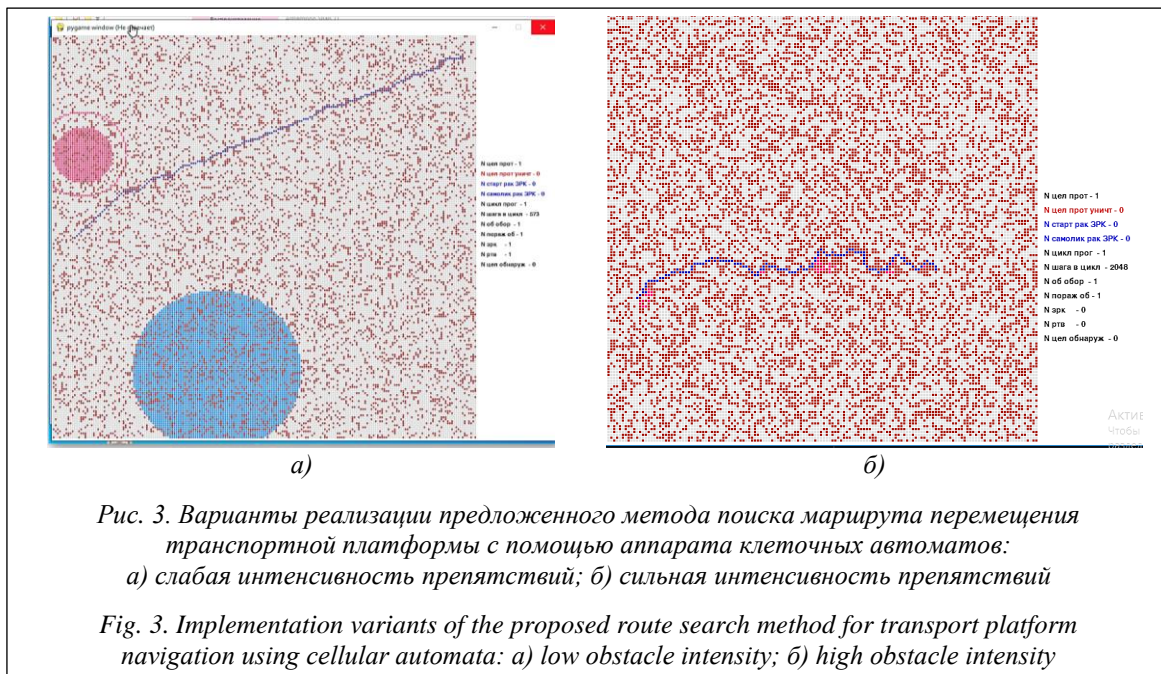 pygame window (Не отвечает)
N цел прот - 1
N цел прот уничт - 0
N старт рак ЗРК - 0
N самолик рак ЗРК - 0
N цикл прог - 1
N шага в цикл - 573
N об обор - 1
N пораж об - 1
N зрк - 1
N ртв - 1
N цел обнаруж - 0
N цел прот - 1
N цел прот уничт - 0
N старт рак ЗРК - 0
N самолик рак ЗРК - 0
N цикл прог - 1
N шага в цикл - 2048
N об обор - 1
N пораж об - 1
N зрк - 0
N ртв - 0
N цел обнаруж - 0
Актив
Чтобы
а)
б)
Рис. 3. Варианты реализации предложенного метода поиска маршрута перемещения
транспортной платформы с помощью аппарата клеточных автоматов:
а) слабая интенсивность препятствий; б) сильная интенсивность препятствий
Fig. 3. Implementation variants of the proposed route search method for transport platform
navigation using cellular automata: a) low obstacle intensity; б) high obstacle intensity